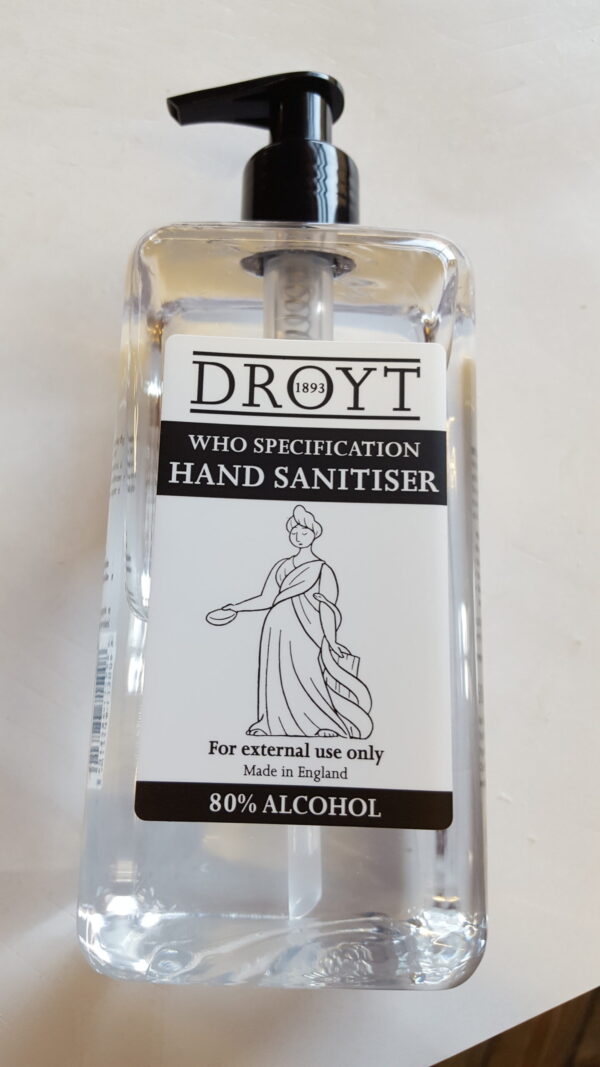 DROYT
1893
WHO SPECIFICATION
HAND SANITISER
For external use only
Made in England
80% ALCOHOL